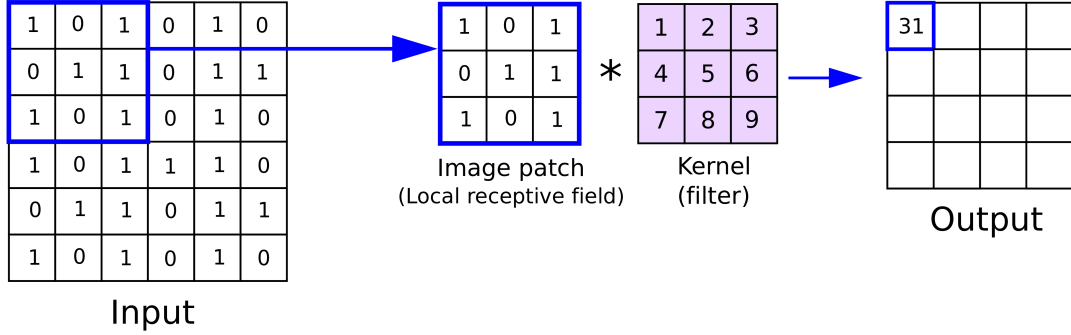 1 0 1 0 1 0
0 1 1 0 1 1
1 0 1 0 1 0
1 0 1 1 1 0
0 1 1 0 1 1
1 0 1 0 1 0
Input
1 0 1
0 1 1
1 0 1
Image patch
(Local receptive field)
*
1 2 3
4 5 6
7 8 9
Kernel
(filter)
31
Output